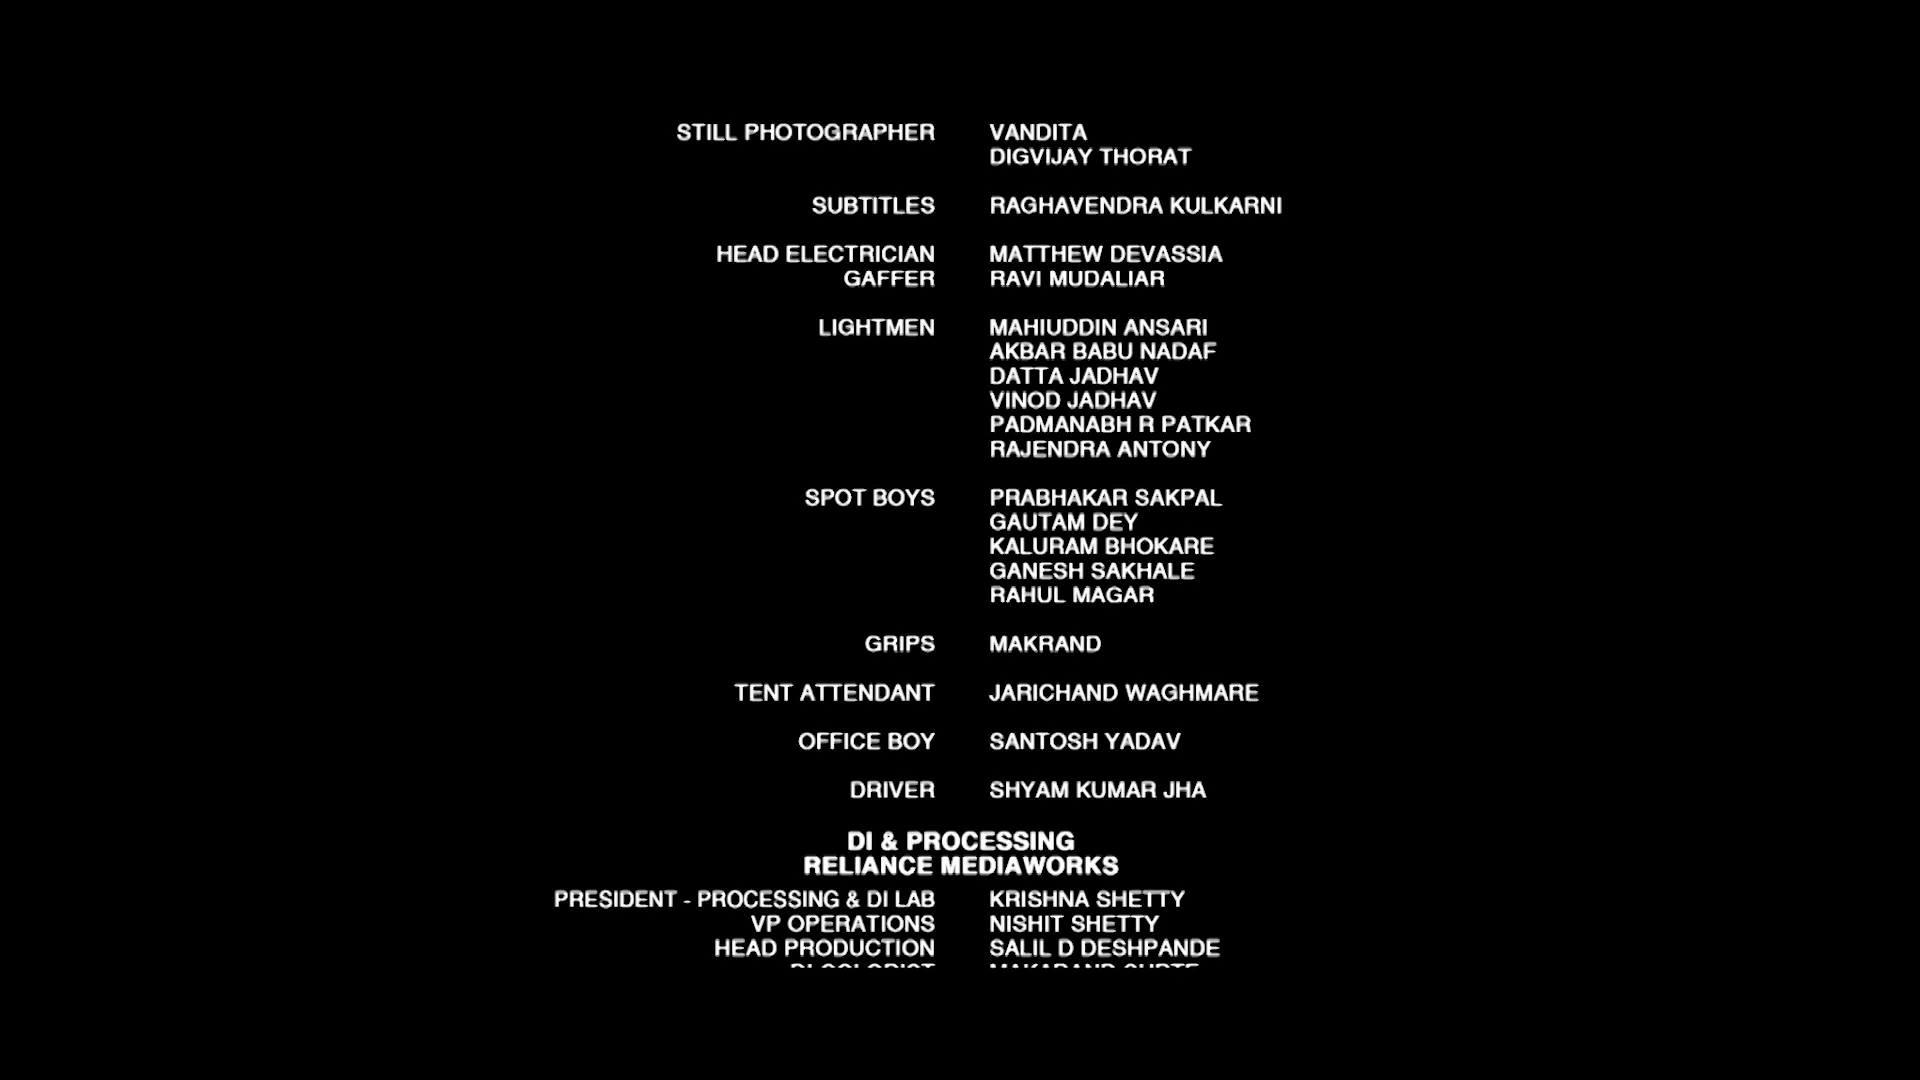 STILL PHOTOGRAPHER VANDITA
DIGVIJAY THORAT
SUBTITLES RAGHAVENDRA KULKARNI
HEAD ELECTRICIAN MATTHEW DEVASSIA
GAFFER RAVI MUDALIAR
LIGHTMEN MAHIUDDIN ANSARI
AKBAR BABU NADAF
DATTA JADHAV
VINOD JADHAV
PADMANABH R PATKAR
RAJENDRA ANTONY
SPOT BOYS PRABHAKAR SAKPAL
GAUTAM DEY
KALURAM BHOKARE
GANESH SAKHALE
RAHUL MAGAR
GRIPS MAKRAND
TENT ATTENDANT JARICHAND WAGHMARE
OFFICE BOY SANTOSH YADAV
DRIVER SHYAM KUMAR JHA
DI & PROCESSING
RELIANCE MEDIAWORKS
PRESIDENT - PROCESSING & DI LAB KRISHNA SHETTY
VP OPERATIONS NISHIT SHETTY
HEAD PRODUCTION SALIL D DESHPANDE